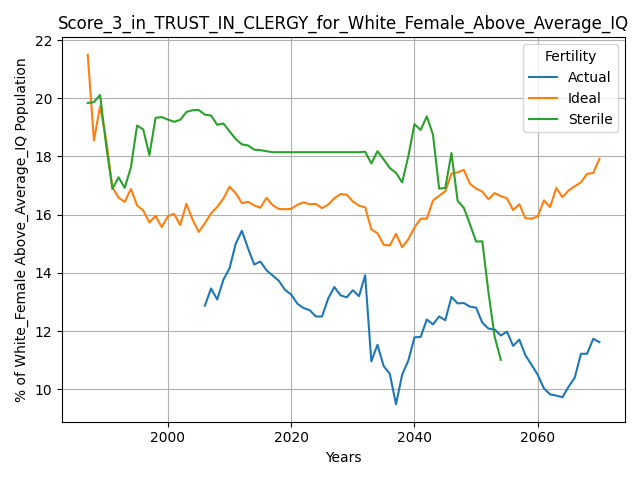 Score_3_in_TRUST_IN_CLERGY_for_White_Female_Above_Average_IQ
% of White_Female Above_Average_IQ Population
22
20
18
16
14
12
10
2000 2020 2040 2060
Years
Fertility
Actual
Ideal
Sterile